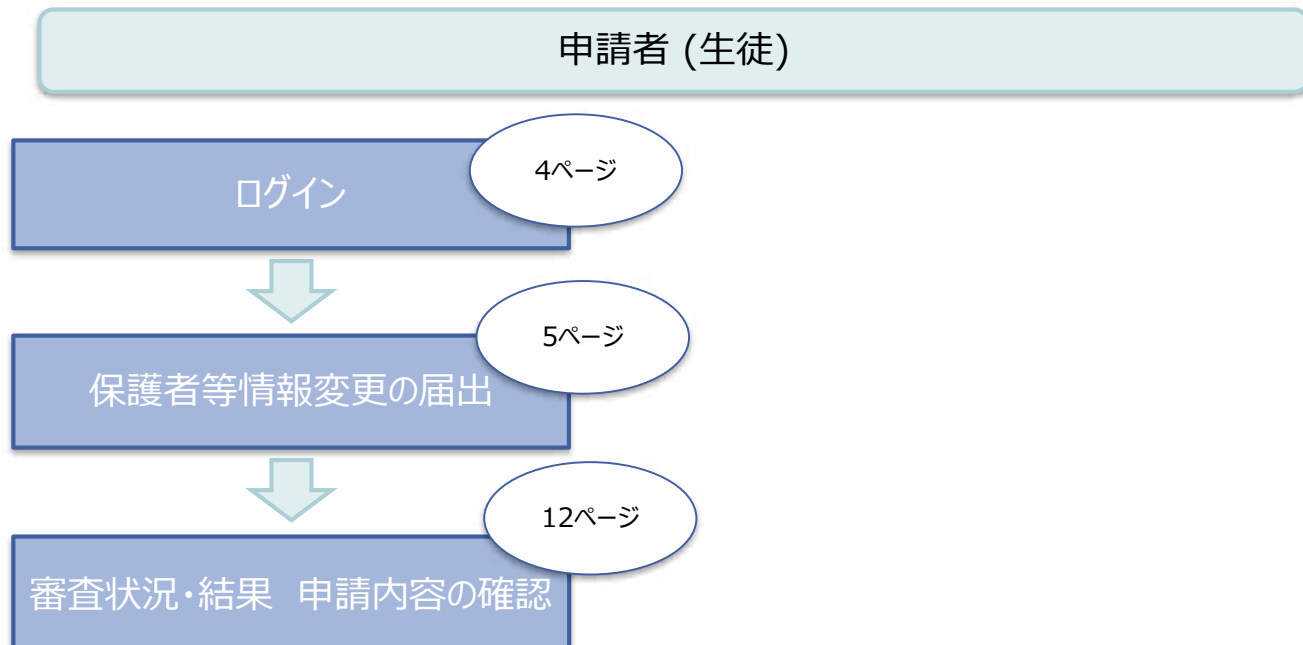 申請者 (生徒)
4ページ
ログイン
5ページ
保護者等情報変更の届出
12ページ
審査状況・結果　申請内容の確認